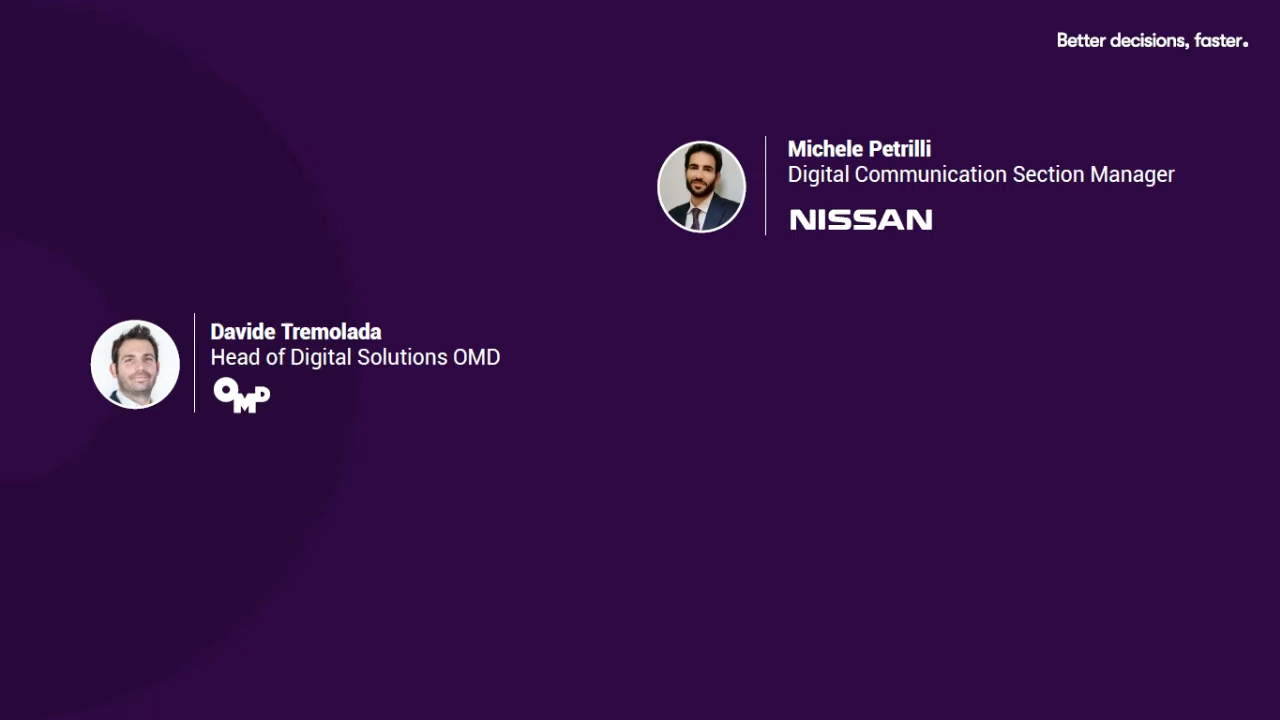 Better decisions, faster.
Michele Petrilli
Digital Communication Section Manager
NISSAN
Davide Tremolada
Head of Digital Solutions OMD
OMD